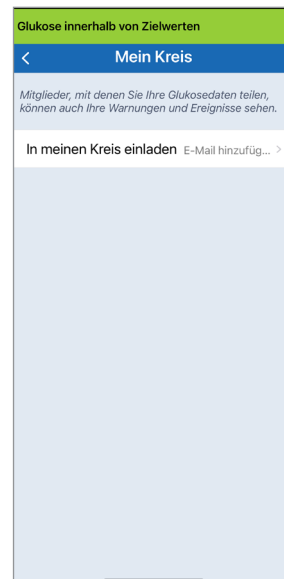 Glukose innerhalb von Zielwerten
Mein Kreis
Mitglieder, mit denen Sie Ihre Glukosedaten teilen,
können auch Ihre Warnungen und Ereignisse sehen.
In meinen Kreis einladen E-Mail hinzufüg...